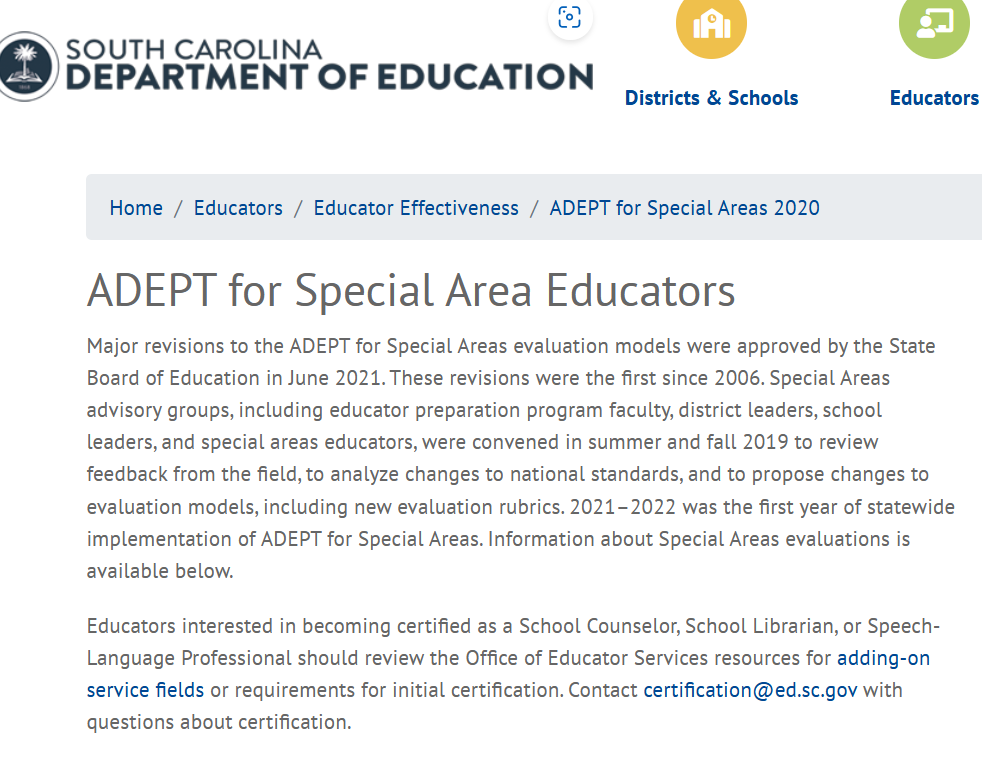 SOUTH CAROLINA
DEPARTMENT OF EDUCATION
Districts & Schools
Educators
Home / Educators / Educator Effectiveness / ADEPT for Special Areas 2020
ADEPT for Special Area Educators
Major revisions to the ADEPT for Special Areas evaluation models were approved by the State
Board of Education in June 2021. These revisions were the first since 2006. Special Areas
advisory groups, including educator preparation program faculty, district leaders, school
leaders, and special areas educators, were convened in summer and fall 2019 to review
feedback from the field, to analyze changes to national standards, and to propose changes to
evaluation models, including new evaluation rubrics. 2021–2022 was the first year of statewide
implementation of ADEPT for Special Areas. Information about Special Areas evaluations is
available below.
Educators interested in becoming certified as a School Counselor, School Librarian, or Speech-
Language Professional should review the Office of Educator Services resources for adding-on
service fields or requirements for initial certification. Contact certification@ed.sc.gov with
questions about certification.